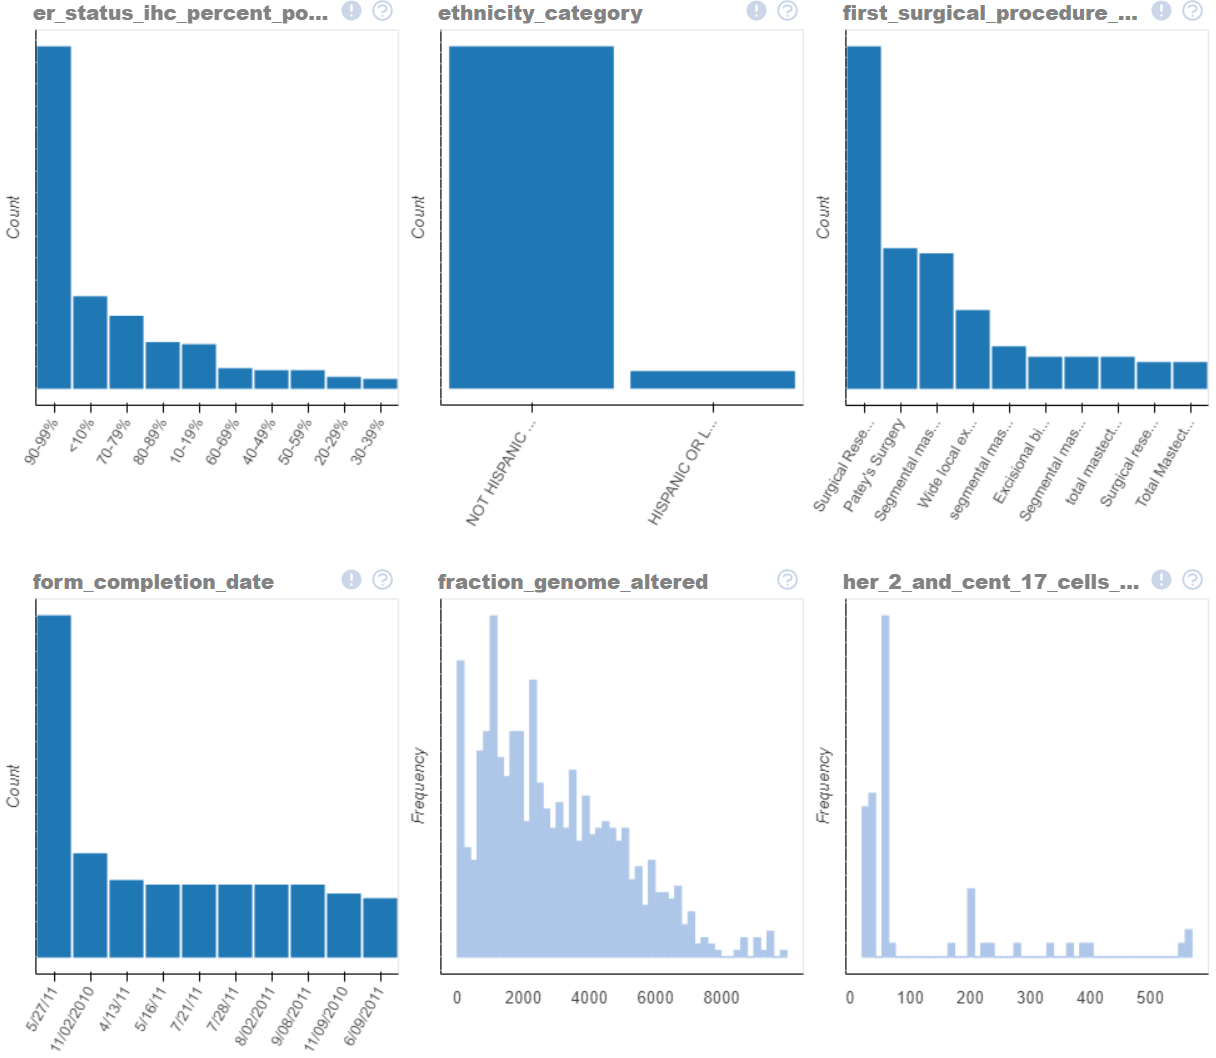 er_status_ihc_percent_po...
ethnicity_category
first_surgical_procedure_...
Count
Count
Count
90-99%
<10%
70-79%
80-89%
10-19%
60-69%
40-49%
50-59%
20-29%
30-39%
NOT HISPANIC ...
HISPANIC OR L...
Surgical Rese...
Patey's Surgery
Segmental mas...
Wide local ex...
segmental mas...
Excisional bi...
Segmental mas...
total mastect...
Surgical rese...
Total Mastect...
form_completion_date
fraction_genome_altered
her_2_and_cent_17_cells_...
Count
Frequency
Frequency
5/27/11
11/02/2010
4/13/11
5/16/11
7/21/11
7/28/11
8/02/2011
9/08/2011
11/09/2010
6/09/2011
0 2000 4000 6000 8000
0 100 200 300 400 500